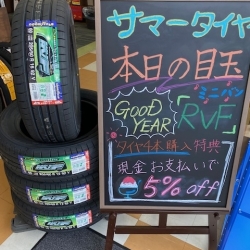 サマータイヤ
本日の目玉
ミニバン
GOOD YEAR
RVF
タイヤ4本購入特典
現金お支払いで
5% off